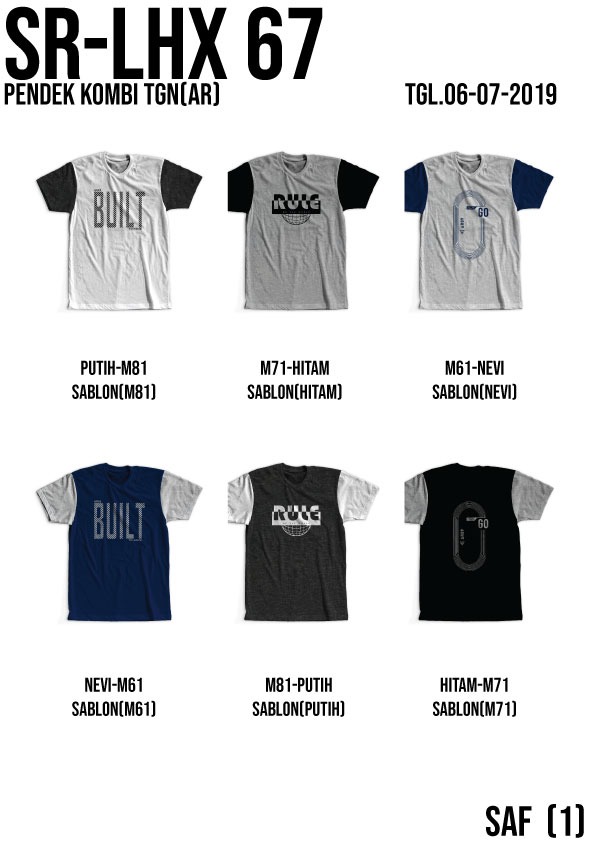 SR-LHX 67
PENDEK KOMBI TGN(AR)
TGL.06-07-2019
BUILT
RULE
GO
PUTIH-M81
SABLON(M81)
M71-HITAM
SABLON(HITAM)
M61-NEVI
SABLON(NEVI)
BUILT
RULE
GO
NEVI-M61
SABLON(M61)
M81-PUTIH
SABLON(PUTIH)
HITAM-M71
SABLON(M71)
SAF (1)